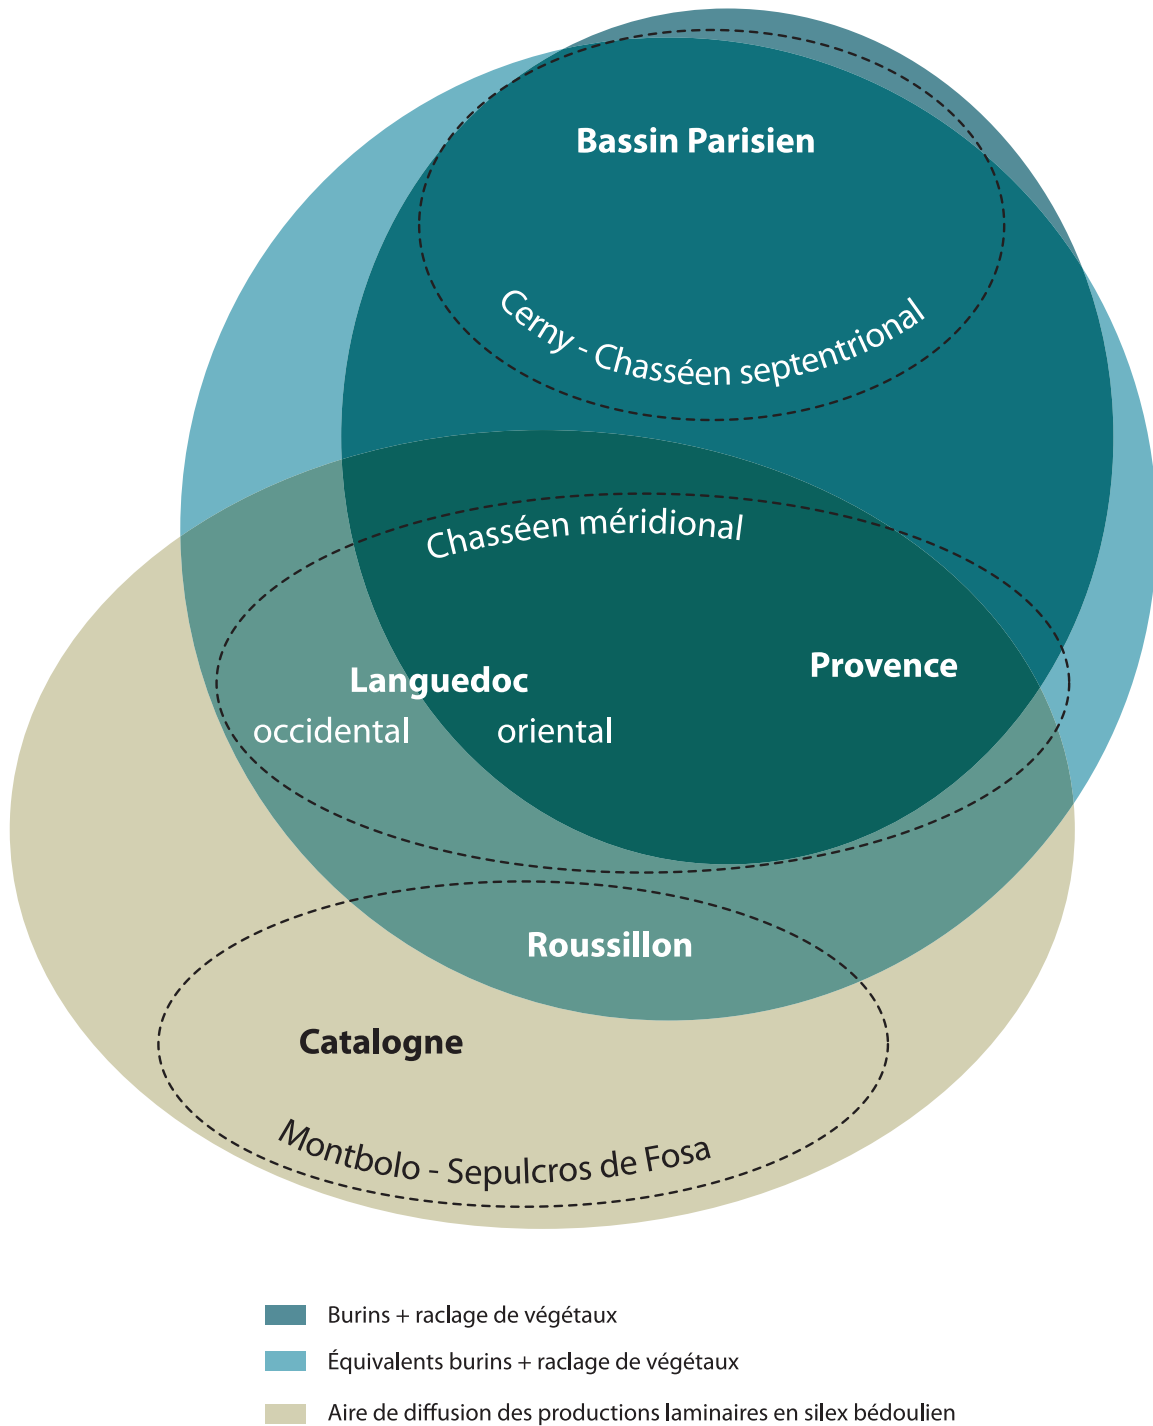 Bassin Parisien
Cerny - Chasséen septentrional
Chasséen méridional
Provence
Languedoc
occidental oriental
Roussillon
Catalogne
Montbolo - Sepulcros de Fosa
Burins + raclage de végétaux
Équivalents burins + raclage de végétaux
Aire de diffusion des productions laminaires en silex bédoulien